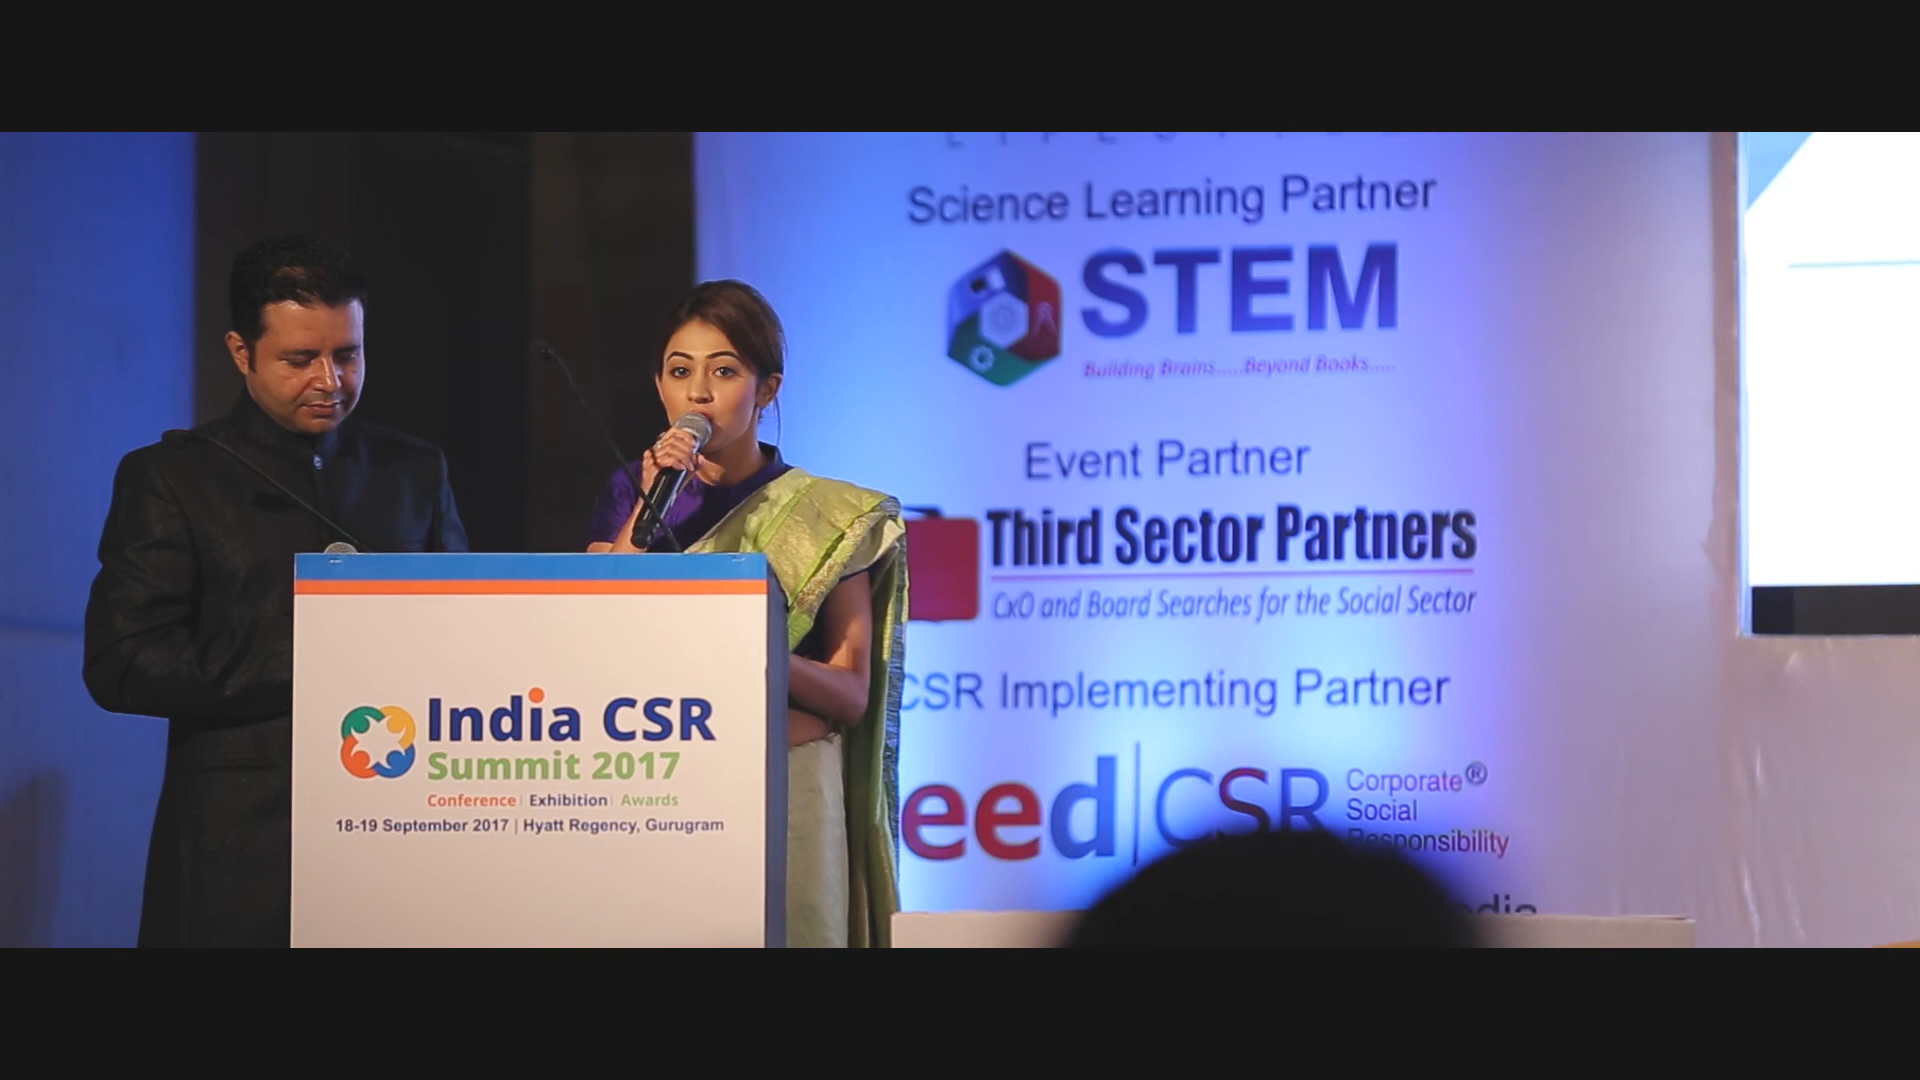 India CSR
Summit 2017
Conference | Exhibition | Awards
18-19 September 2017 | Hyatt Regency, Gurugram
Science Learning Partner
STEM
Building Brains.....Beyond Books.....
Event Partner
Third Sector Partners
CxO and Board Searches for the Social Sector
CSR Implementing Partner
eed | CSR Corporate®
Social
Responsibility